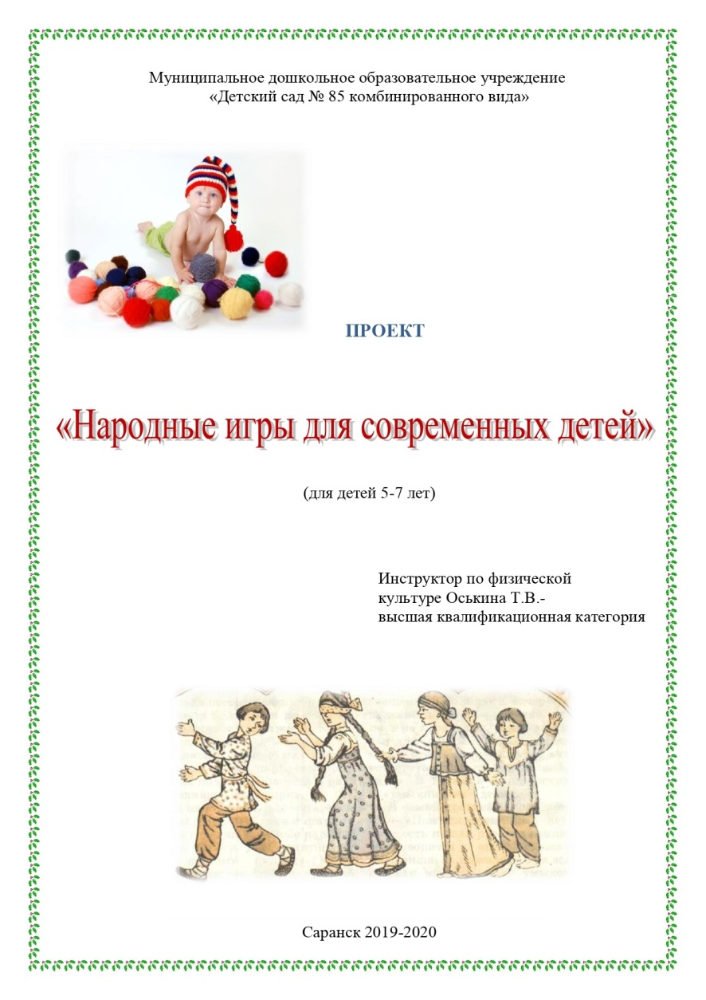 Муниципальное дошкольное образовательное учреждение
«Детский сад № 85 комбинированного вида»
ПРОЕКТ
«Народные игры для современных детей»
(для детей 5-7 лет)
Инструктор по физической
культуре Оськина Т.В.-
высшая квалификационная категория
Саранск 2019-2020